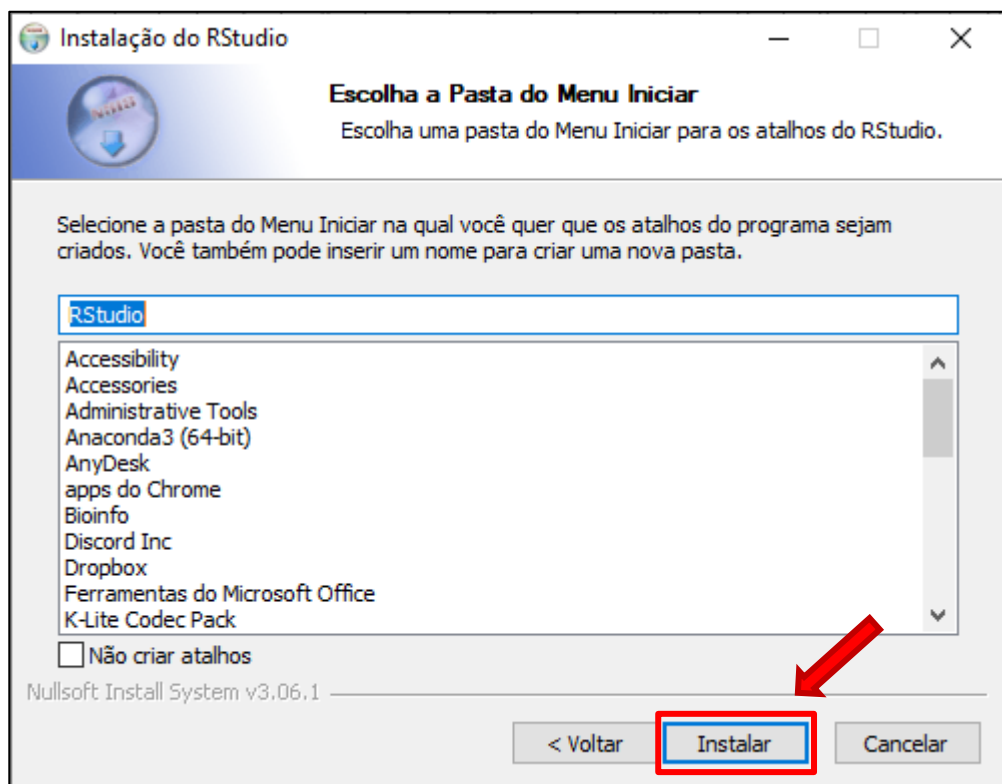 Instalação do RStudio
Escolha a Pasta do Menu Iniciar
Escolha uma pasta do Menu Iniciar para os atalhos do RStudio.
Selecione a pasta do Menu Iniciar na qual você quer que os atalhos do programa sejam
criados. Você também pode inserir um nome para criar uma nova pasta.
RStudio
Accessibility
Accessories
Administrative Tools
Anaconda3 (64-bit)
AnyDesk
apps do Chrome
Bioinfo
Discord Inc
Dropbox
Ferramentas do Microsoft Office
K-Lite Codec Pack
Não criar atalhos
Nullsoft Install System v3.06.1
< Voltar
Instalar
Cancelar